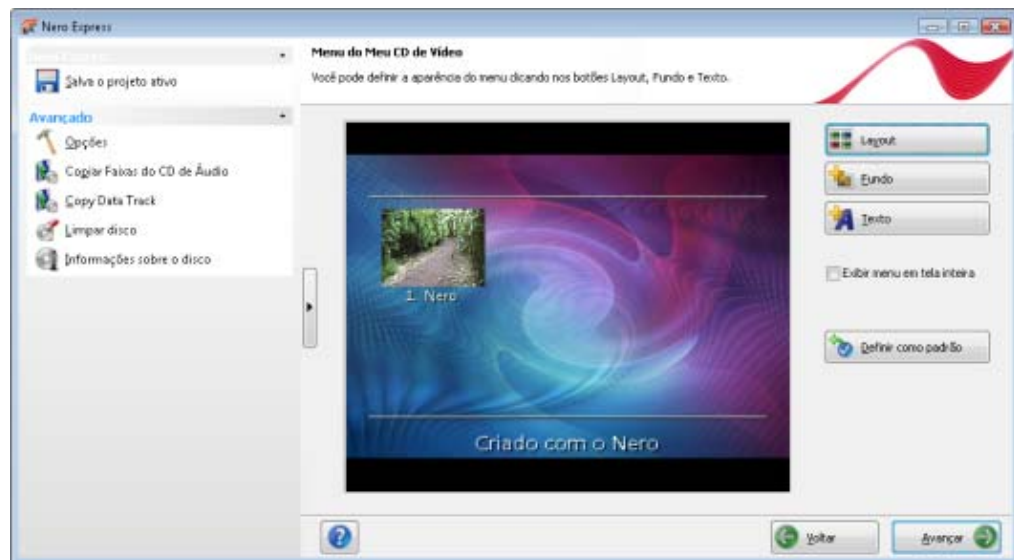 Nero Express
Salve o projeto ativo
Avançado
Opções
Copiar Faixas do CD de Áudio
Copy Data Track
Limpar disco
Informações sobre o disco
Menu do Meu CD de Vídeo
Você pode definir a aparência do menu clicando nos botões Layout, Fundo e Texto.
1. Nero
Criado com o Nero
Layout
Fundo
Texto
Exibir menu em tela inteira
Definir como padrão
Voltar
Avançar